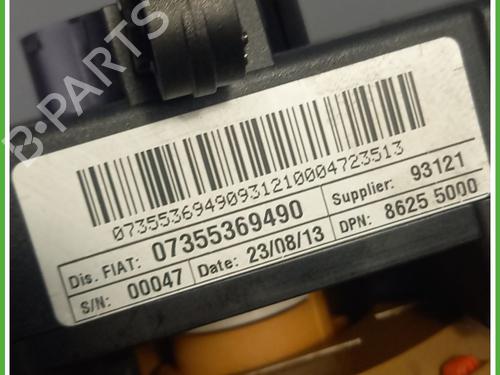 B-PARTS
07355369490931210004723513
Dis. FIAT: 07355369490 Supplier: 93121
S/N: 00047 Date: 23/08/13 DPN: 8625 5000